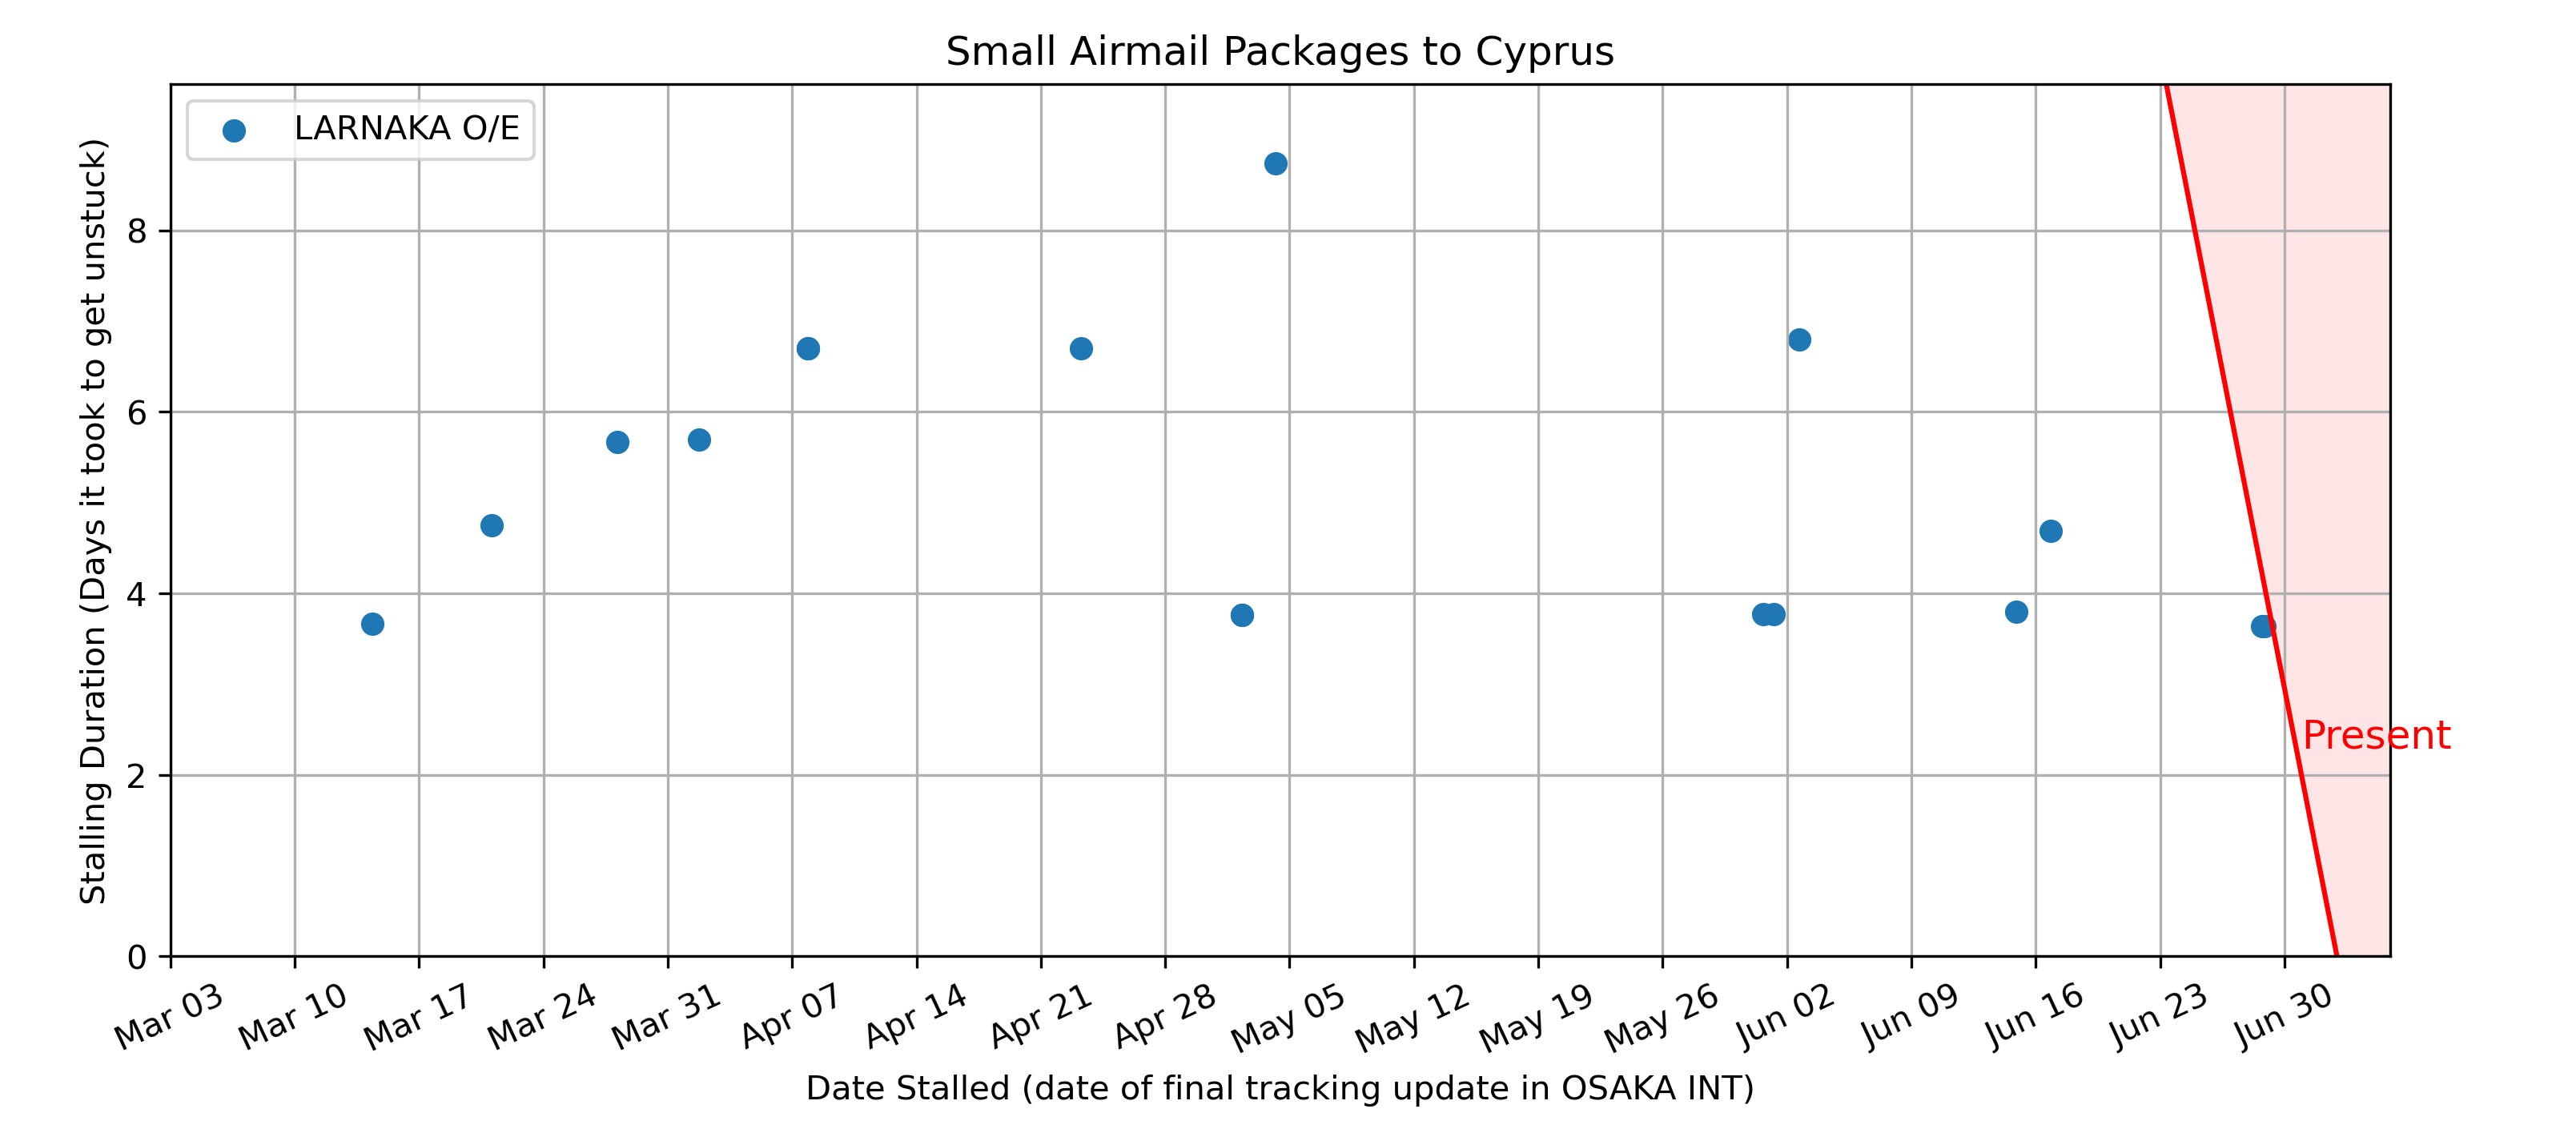 Small Airmail Packages to Cyprus
LARNAKA O/E
Stalling Duration (Days it took to get unstuck)
8
6
4
2
0
Present
Mar 03
Mar 10
Mar 17
Mar 24
Mar 31
Apr 07
Apr 14
Apr 21
Apr 28
May 05
May 12
May 19
May 26
Jun 02
Jun 09
Jun 16
Jun 23
Jun 30
Date Stalled (date of final tracking update in OSAKA INT)